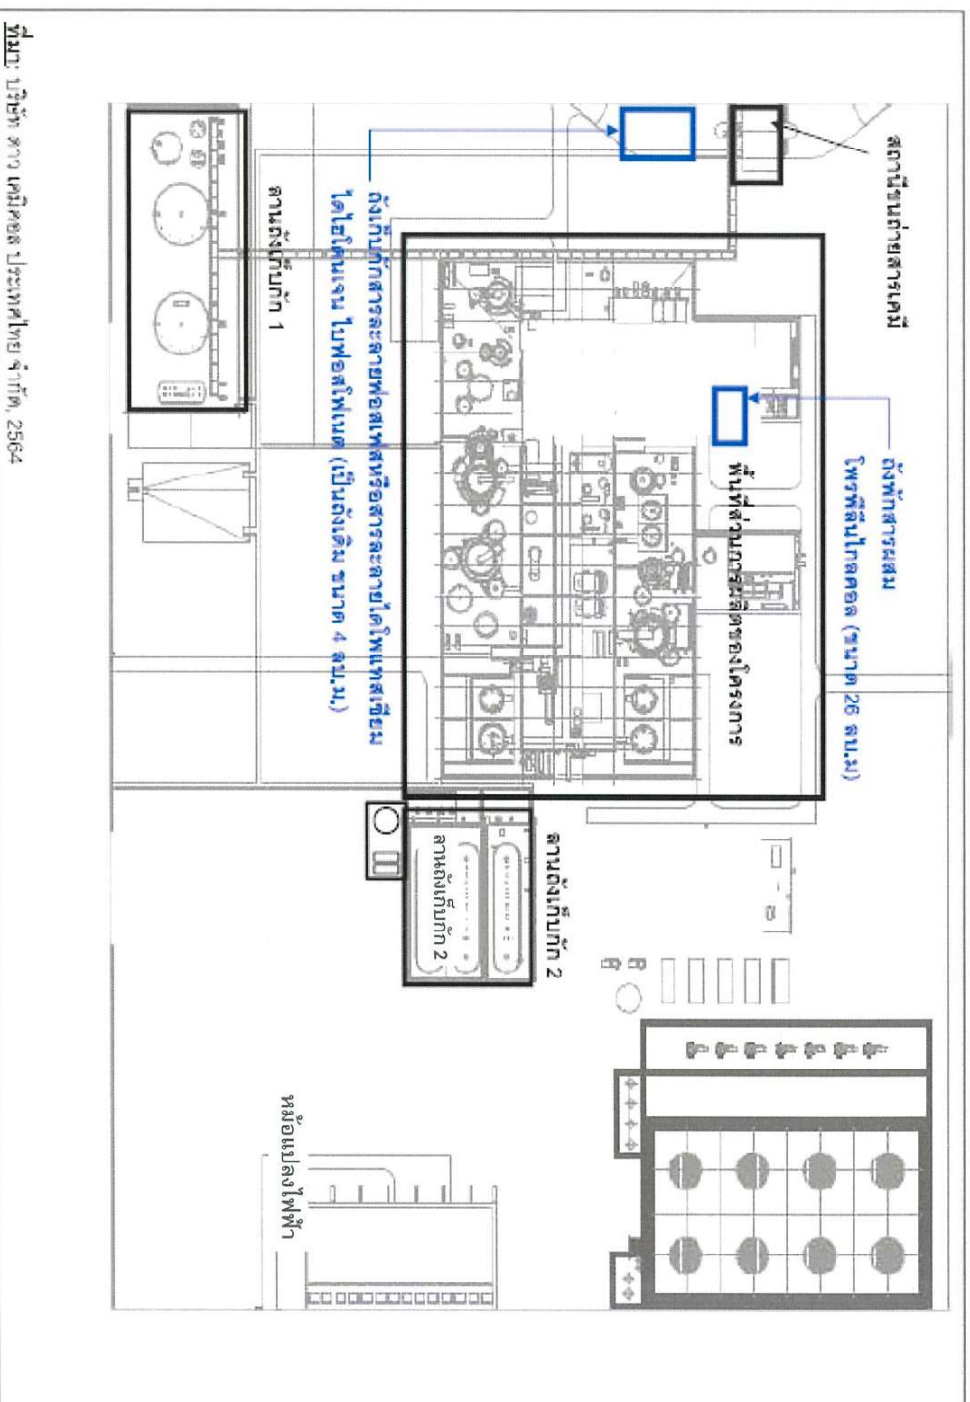 สถานีขนถ่ายสารเคมี
ถังพักสารผสม
โพรพิลีนไกลคอล (ขนาด 26 ลบ.ม)
พื้นที่ส่วนการผลิตของโครงการ
ถังเก็บกักสารละลายฟอสเฟสหรือสารละลายไดโพแทสเซียม
ไดไฮโดนเจน ไบฟอสโฟเนต (เป็นถังเดิม ขนาด 4 ลบ.ม.)
ลานถังเก็บกัก 1
ลานถังเก็บกัก 2
ลานถังเก็บกัก 2
หม้อแปลงไฟฟ้า
ที่มา: บริษัท ดาว เคมิคอล ประเทศไทย จำกัด, 2564